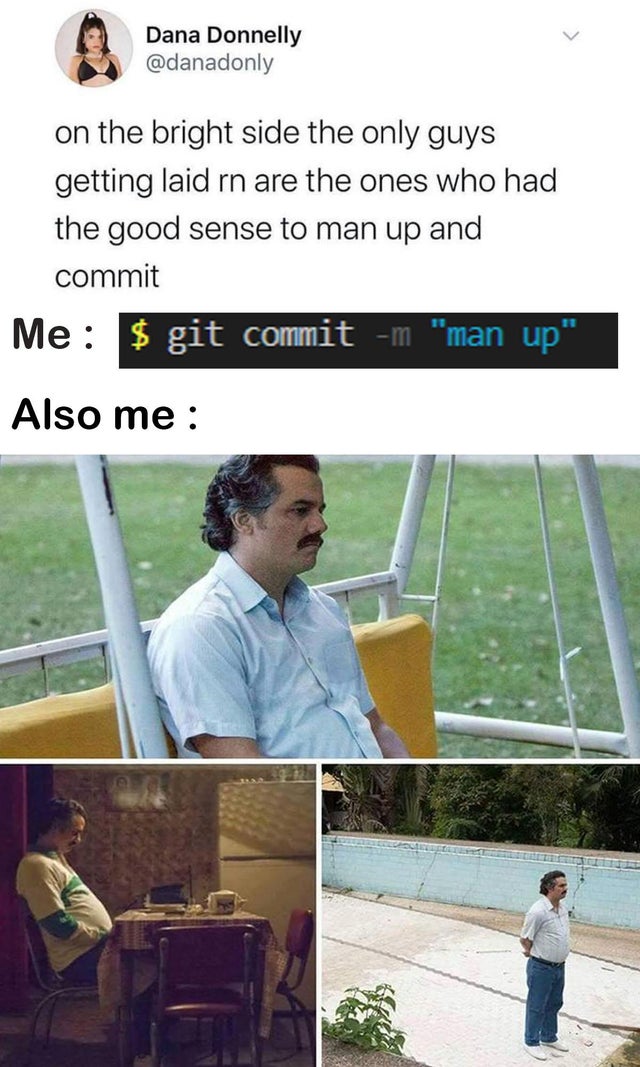 Dana Donnelly
@danadonly
on the bright side the only guys
getting laid rn are the ones who had
the good sense to man up and
commit
Me : $ git commit -m "man up"
Also me :